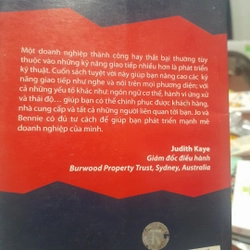 Một doanh nghiệp thành công hay thất bại thường tùy
thuộc vào những kỹ năng giao tiếp nhiều hơn là phát triển
kỹ thuật. Cuốn sách tuyệt vời này giúp bạn nâng cao các kỹ
năng giao tiếp như nghe và nói trên mọi phương diện; với
cả những yếu tố khác như: ngôn ngữ cơ thể, hành vi ứng xử
và thái độ… giúp bạn có thể chinh phục được khách hàng,
nhà cung cấp và tất cả những người liên quan tới bạn. Jo và
Bennie có đủ tư cách để giúp bạn phát triển mạnh mẽ
doanh nghiệp của mình.
Judith Kaye
Giám đốc điều hành
Burwood Property Trust, Sydney, Australia